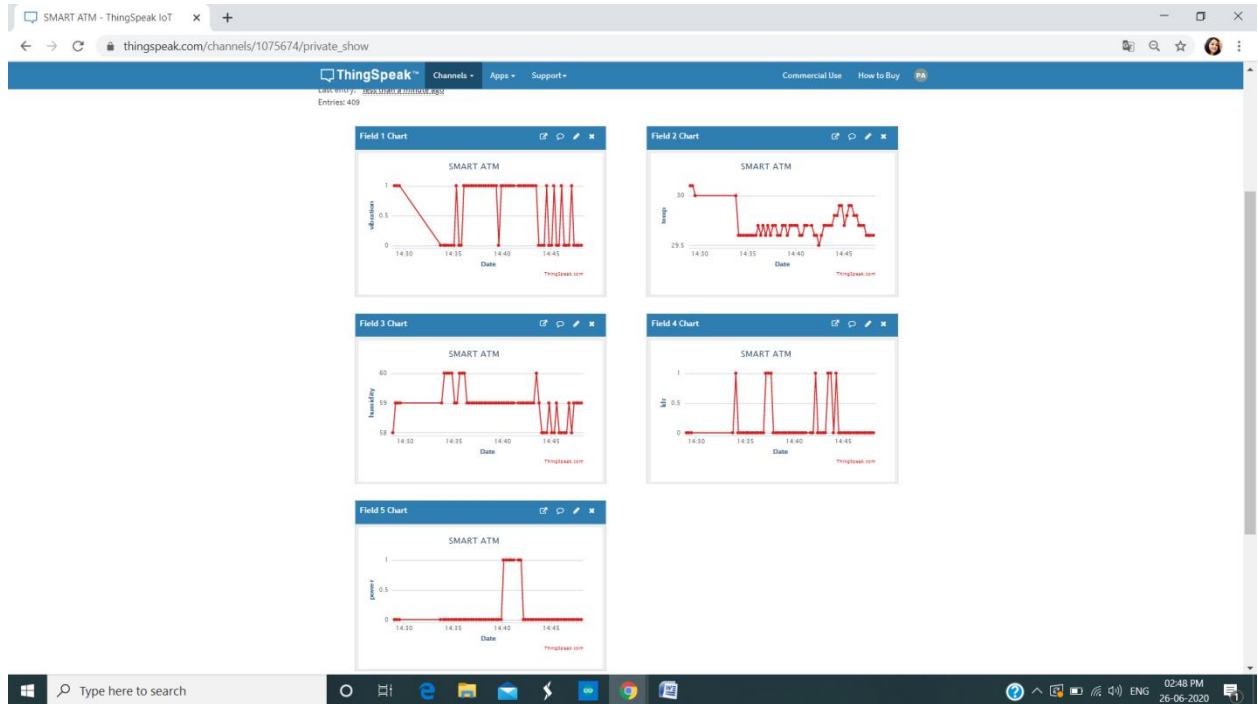 SMART ATM - ThingSpeak IoT
thingspeak.com/channels/1075674/private_show
ThingSpeak™ Channels Apps Support Commercial Use How to Buy PA
Last entry: less than a minute ago
Entries: 409
Field 1 Chart
SMART ATM
vibration
1
0.5
0
14:30 14:35 14:40 14:45
Date
ThingSpeak.com
Field 2 Chart
SMART ATM
temp
30
29.5
14:30 14:35 14:40 14:45
Date
ThingSpeak.com
Field 3 Chart
SMART ATM
humidity
60
59
58
14:30 14:35 14:40 14:45
Date
ThingSpeak.com
Field 4 Chart
SMART ATM
1
0.5
0
14:30 14:35 14:40 14:45
Date
ThingSpeak.com
Field 5 Chart
SMART ATM
power
1
0.5
0
14:30 14:35 14:40 14:45
Date
ThingSpeak.com
Type here to search
ENG
02:48 PM
26-06-2020